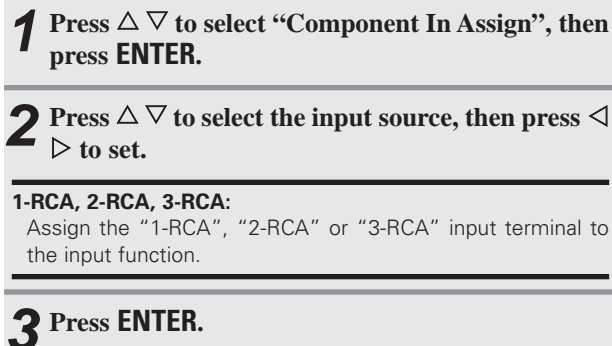 1 Press △ ▽ to select “Component In Assign”, then
press ENTER.
2 Press △ ▽ to select the input source, then press ◁
▷ to set.
1-RCA, 2-RCA, 3-RCA:
Assign the “1-RCA”, “2-RCA” or “3-RCA” input terminal to
the input function.
3 Press ENTER.